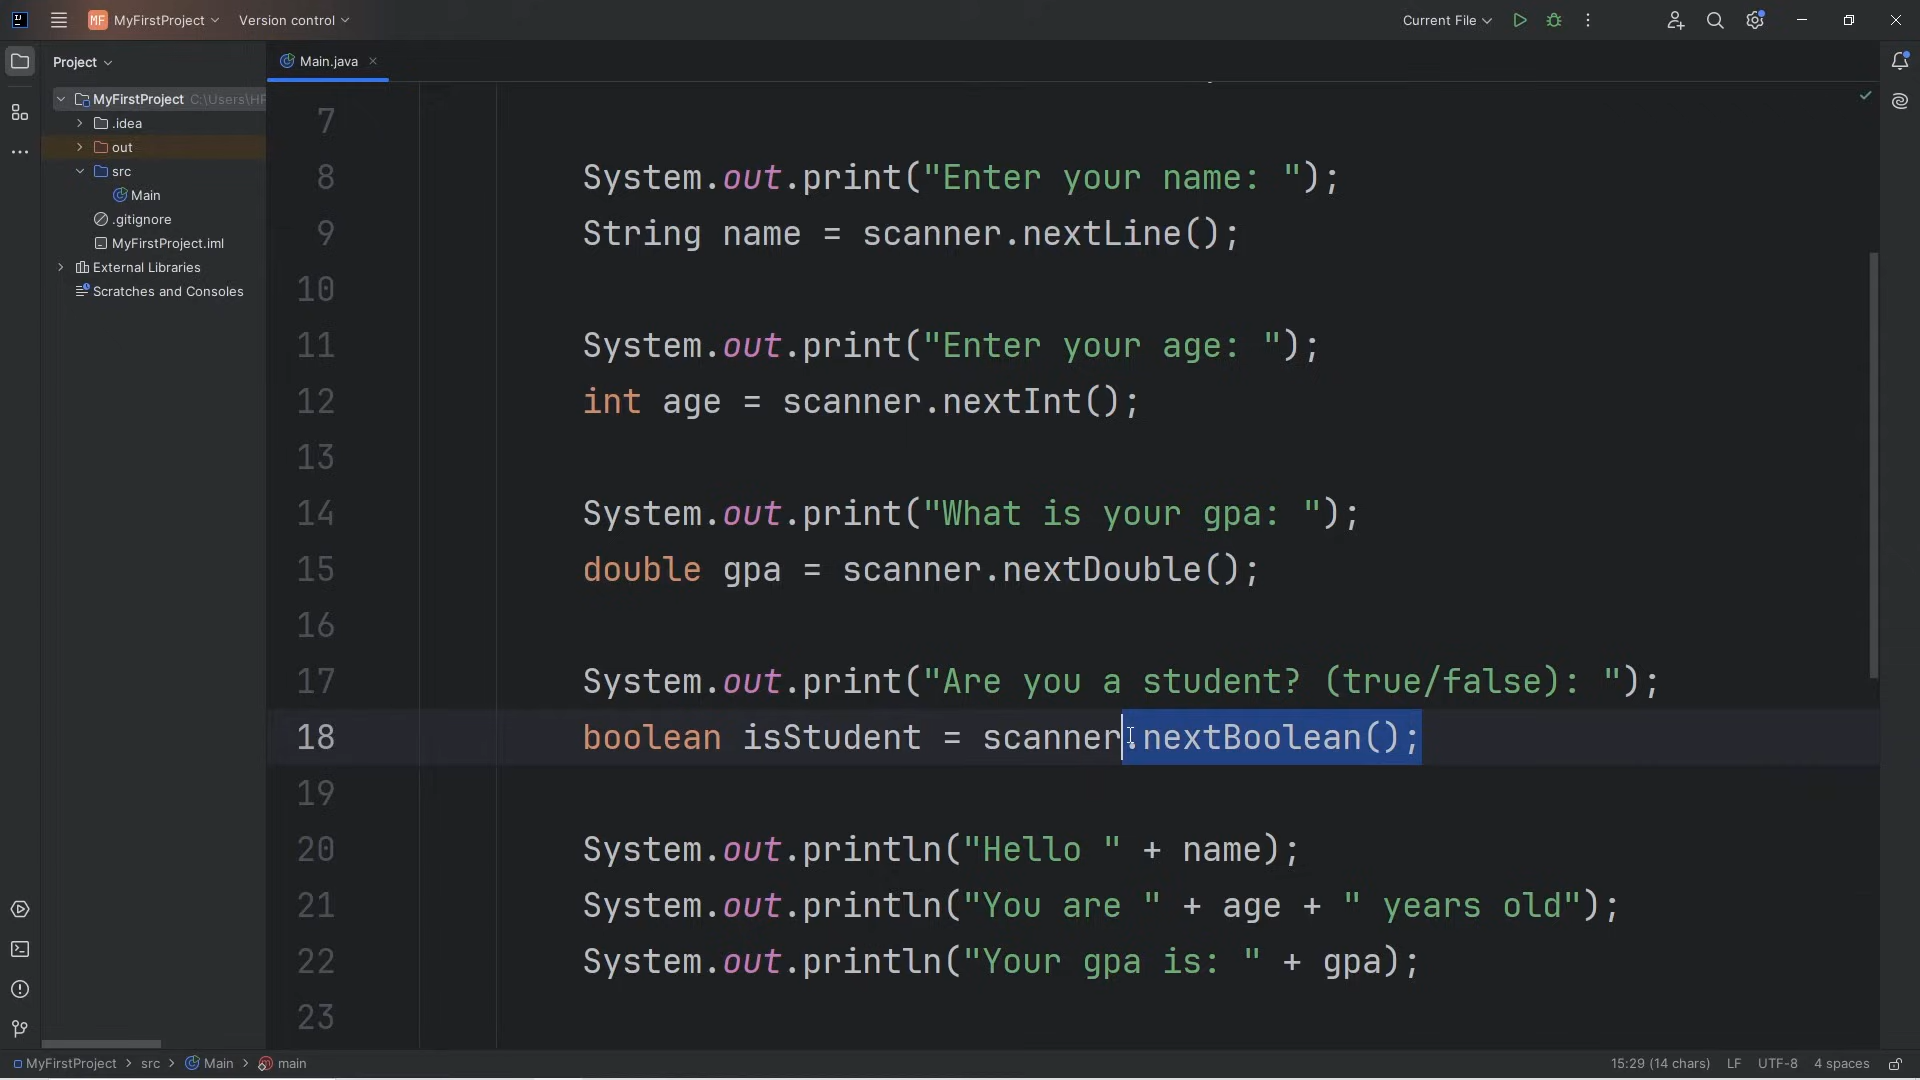 MF MyFirstProject Version control Current File
Project
Main.java
MyFirstProject C:\Users\HP
.idea
out
src
Main
.gitignore
MyFirstProject.iml
External Libraries
Scratches and Consoles
7
8 System.out.print("Enter your name: ");
9 String name = scanner.nextLine();
10
11 System.out.print("Enter your age: ");
12 int age = scanner.nextInt();
13
14 System.out.print("What is your gpa: ");
15 double gpa = scanner.nextDouble();
16
17 System.out.print("Are you a student? (true/false): ");
18 boolean isStudent = scanner.nextBoolean();
19
20 System.out.println("Hello " + name);
21 System.out.println("You are " + age + " years old");
22 System.out.println("Your gpa is: " + gpa);
23
MyFirstProject > src > Main > main 15:29 (14 chars) LF UTF-8 4 spaces